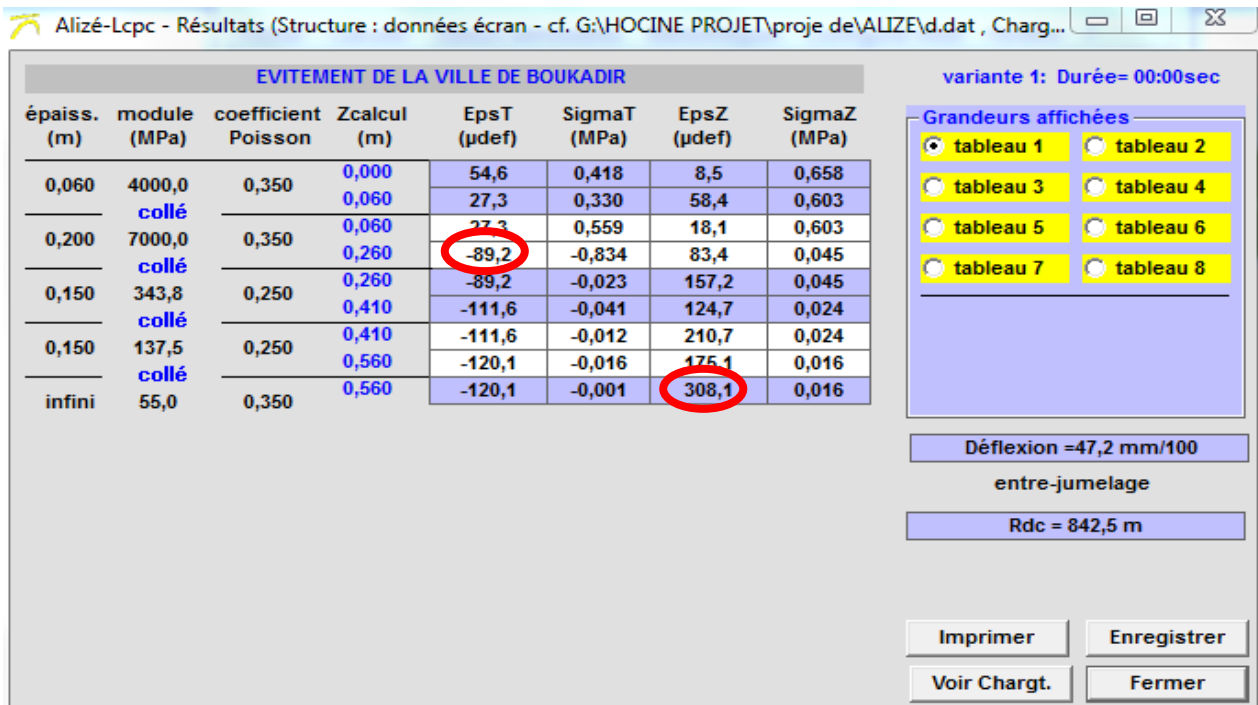 Alizé-Lcpc - Résultats (Structure : données écran - cf. G:\HOCINE PROJET\proje de\ALIZE\d.dat , Charg...
EVITEMENT DE LA VILLE DE BOUKADIR
variante 1: Durée= 00:00sec
épaiss. module coefficient Zcalcul EpsT SigmaT EpsZ SigmaZ
(m) (MPa) Poisson (m) (µdef) (MPa) (µdef) (MPa)
Grandeurs affichées
tableau 1 tableau 2
tableau 3 tableau 4
tableau 5 tableau 6
tableau 7 tableau 8
0,000 54,6 0,418 8,5 0,658
0,060 4000,0 0,350
0,060 27,3 0,330 58,4 0,603
collé
0,060 27,3 0,559 18,1 0,603
0,200 7000,0 0,350
0,260 -89,2 -0,834 83,4 0,045
collé
0,260 -89,2 -0,023 157,2 0,045
0,150 343,8 0,250
0,410 -111,6 -0,041 124,7 0,024
collé
0,410 -111,6 -0,012 210,7 0,024
0,150 137,5 0,250
0,560 -120,1 -0,016 175,1 0,016
collé
0,560 -120,1 -0,001 308,1 0,016
infini 55,0 0,350
Déflexion =47,2 mm/100
entre-jumelage
Rdc = 842,5 m
Imprimer Enregistrer
Voir Chargt. Fermer